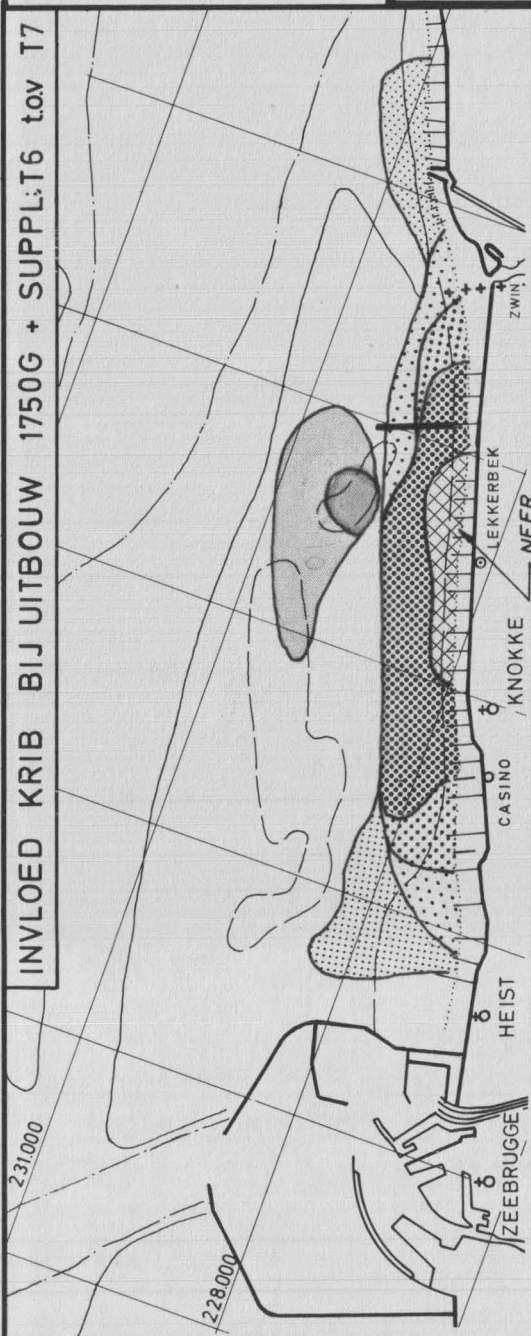 INVLOED KRIB BIJ UITBOUW 1750G + SUPPL: T6 t.o.v T7
231.000
228.000
ZEEBRUGGE
HEIST
CASINO
KNOKKE
LEKKERBEK
ZWIN
NEER